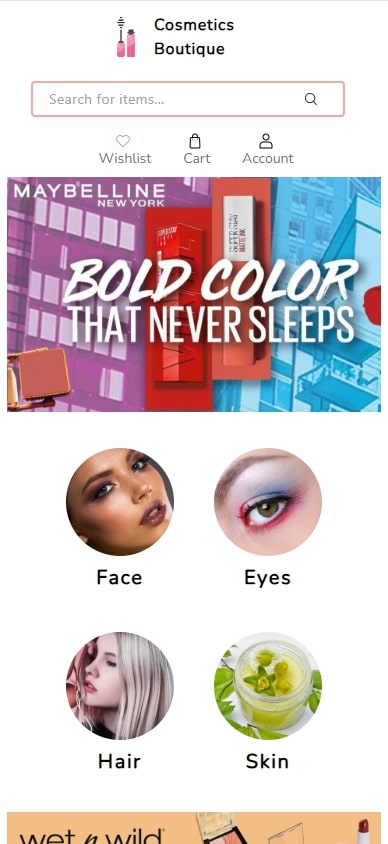 Cosmetics
Boutique
Search for items...
Wishlist Cart Account
MAYBELLINE
NEW YORK
SUPERSTAY
MATTE INK
BOLD COLOR
THAT NEVER SLEEPS
Face Eyes
Hair Skin
wet n wild